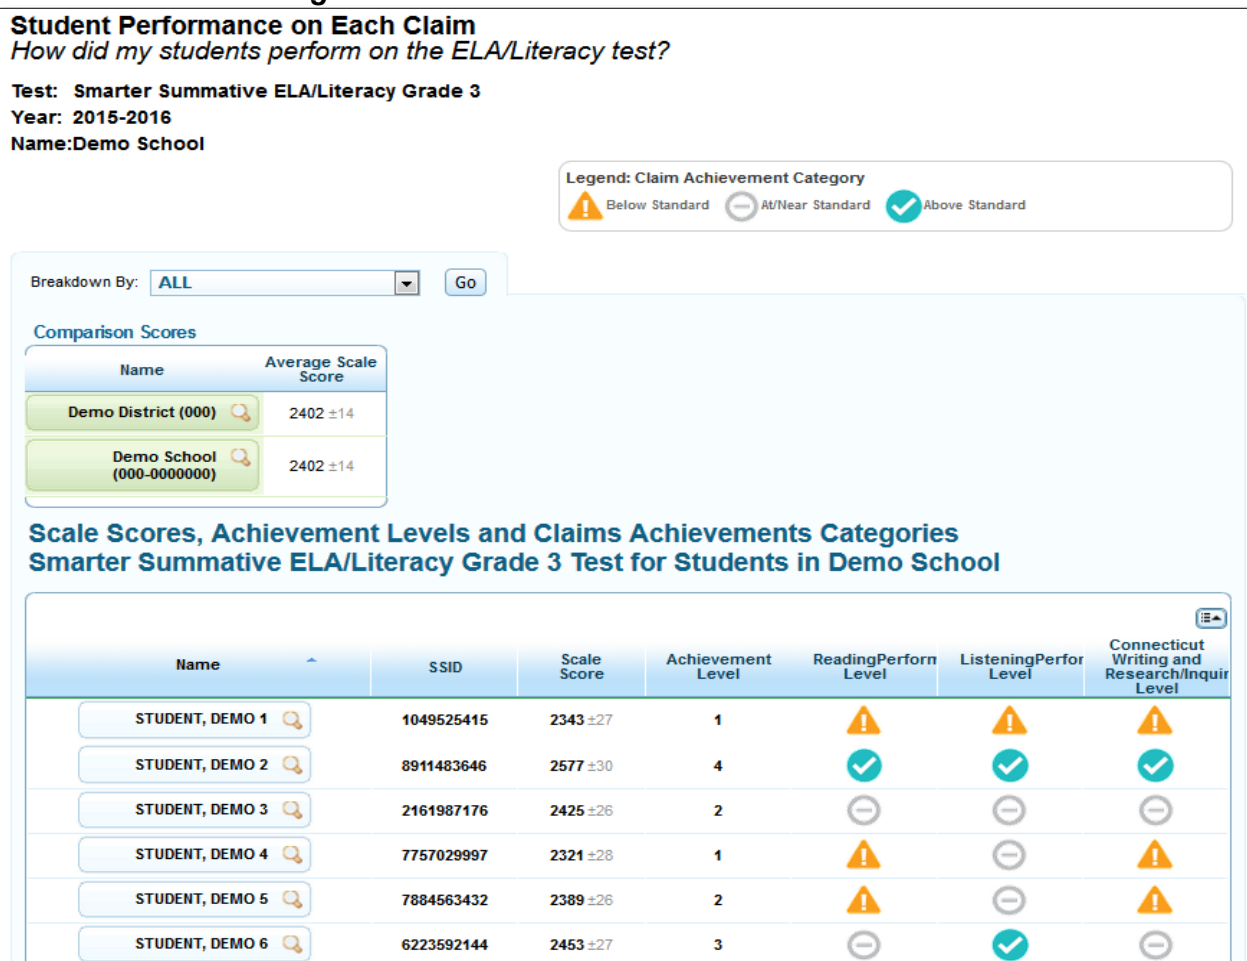 Student Performance on Each Claim
How did my students perform on the ELA/Literacy test?
Test: Smarter Summative ELA/Literacy Grade 3
Year: 2015-2016
Name:Demo School
Legend: Claim Achievement Category
Below Standard At/Near Standard Above Standard
Breakdown By: ALL Go
Comparison Scores
Name Average Scale
Score
Demo District (000) 2402 ±14
Demo School
(000-0000000) 2402 ±14
Scale Scores, Achievement Levels and Claims Achievements Categories
Smarter Summative ELA/Literacy Grade 3 Test for Students in Demo School
Name SSID Scale
Score Achievement
Level ReadingPerform
Level ListeningPerfor
Level Connecticut
Writing and
Research/Inquir
Level
STUDENT, DEMO 1 1049525415 2343 ±27 1
STUDENT, DEMO 2 8911483646 2577 ±30 4
STUDENT, DEMO 3 2161987176 2425 ±26 2
STUDENT, DEMO 4 7757029997 2321 ±28 1
STUDENT, DEMO 5 7884563432 2389 ±26 2
STUDENT, DEMO 6 6223592144 2453 ±27 3